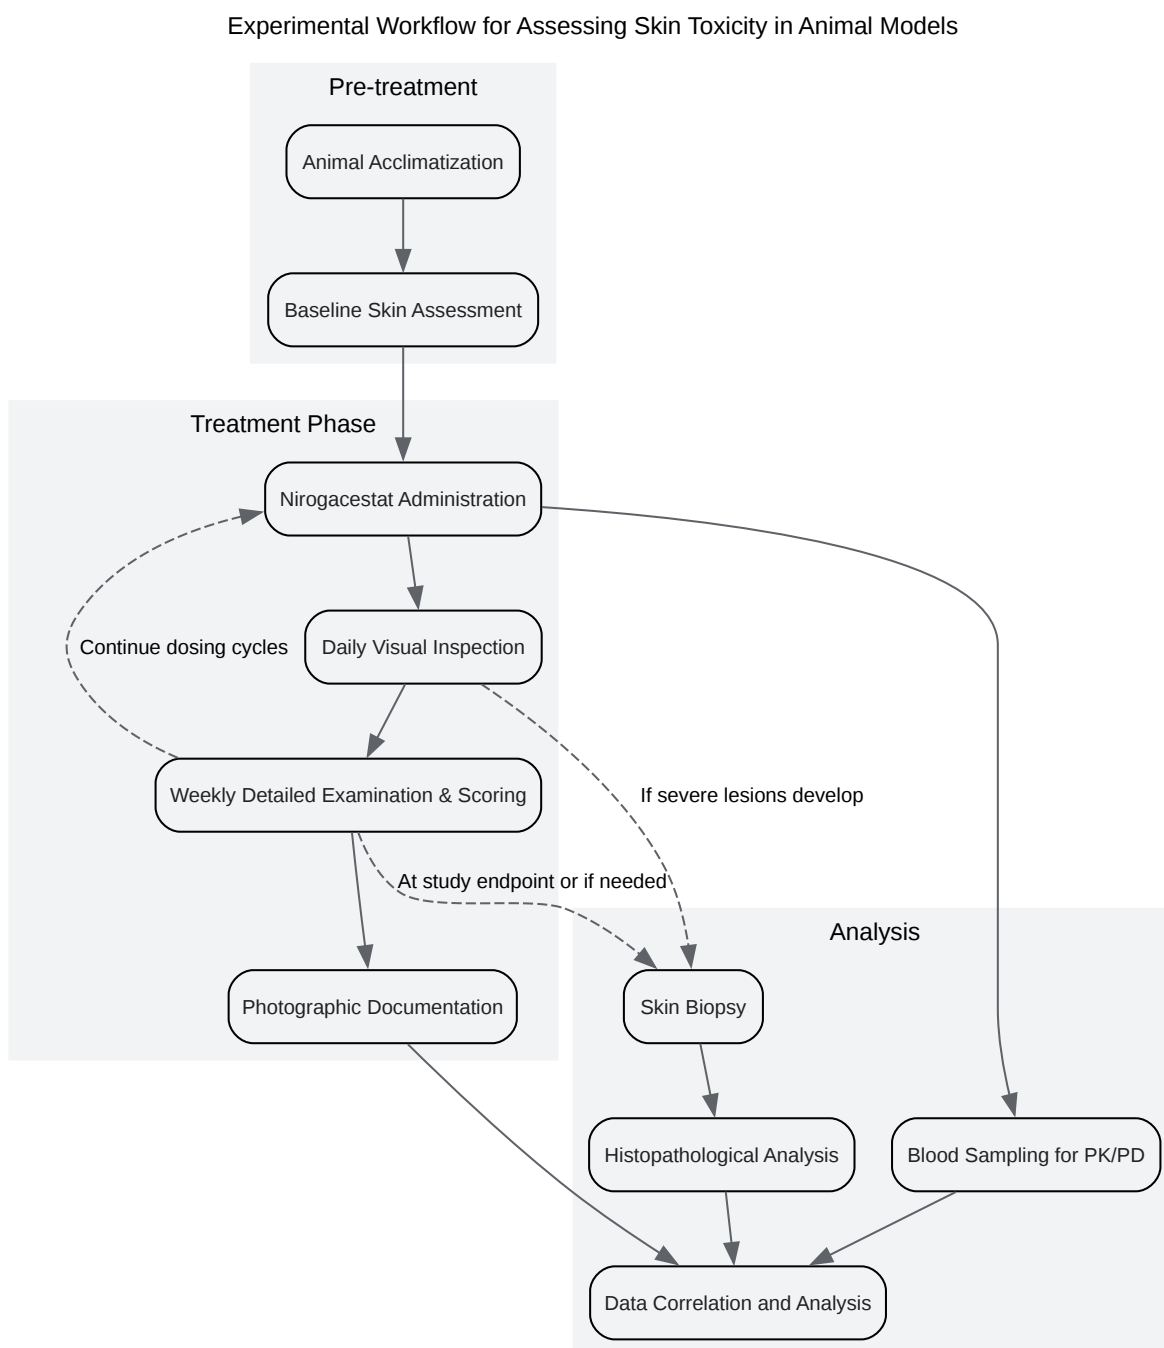 Experimental Workflow for Assessing Skin Toxicity in Animal Models
Pre-treatment
Animal Acclimatization
Baseline Skin Assessment
Treatment Phase
Nirogacestat Administration
Continue dosing cycles
Daily Visual Inspection
Weekly Detailed Examination & Scoring
If severe lesions develop
At study endpoint or if needed
Photographic Documentation
Analysis
Skin Biopsy
Histopathological Analysis
Blood Sampling for PK/PD
Data Correlation and Analysis